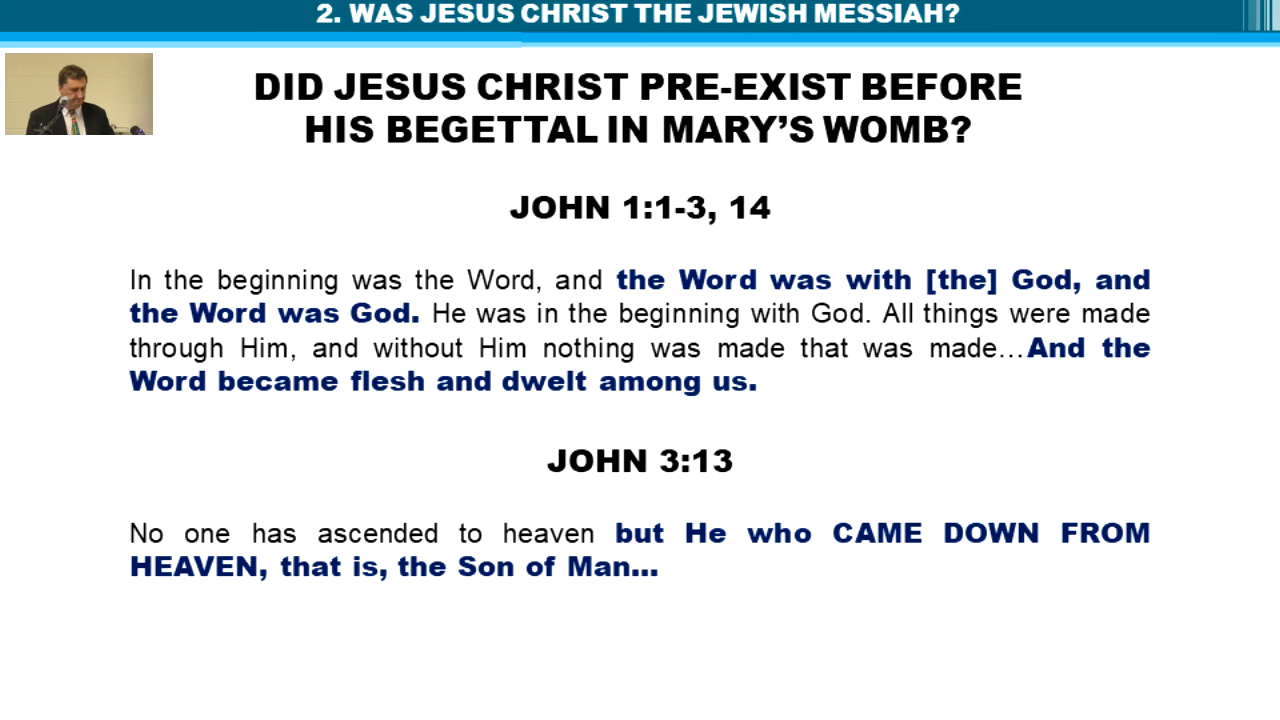 2. WAS JESUS CHRIST THE JEWISH MESSIAH?
DID JESUS CHRIST PRE-EXIST BEFORE
HIS BEGETTAL IN MARY’S WOMB?
JOHN 1:1-3, 14
In the beginning was the Word, and the Word was with [the] God, and
the Word was God. He was in the beginning with God. All things were made
through Him, and without Him nothing was made that was made…And the
Word became flesh and dwelt among us.
JOHN 3:13
No one has ascended to heaven but He who CAME DOWN FROM
HEAVEN, that is, the Son of Man…